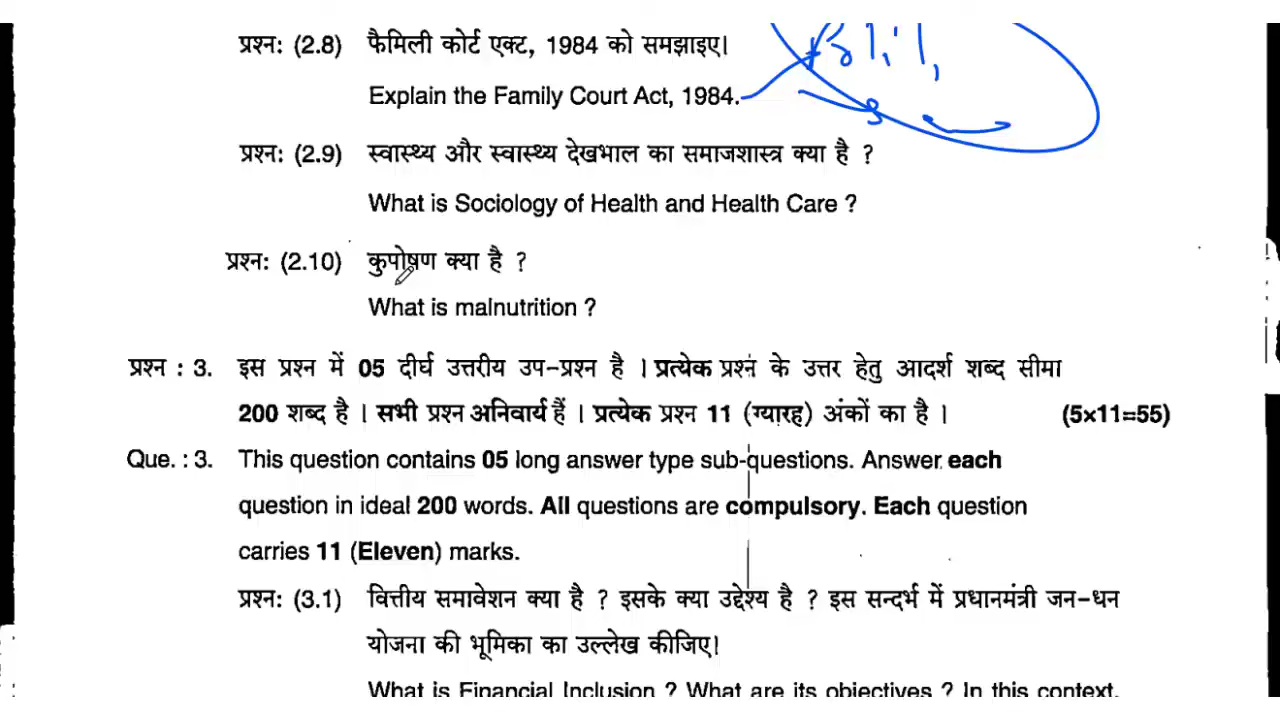 प्रश्न: (2.8) फैमिली कोर्ट एक्ट, 1984 को समझाइए।
Explain the Family Court Act, 1984.
प्रश्न: (2.9) स्वास्थ्य और स्वास्थ्य देखभाल का समाजशास्त्र क्या है ?
What is Sociology of Health and Health Care ?
प्रश्न: (2.10) कुपोषण क्या है ?
What is malnutrition ?
प्रश्न : 3. इस प्रश्न में 05 दीर्घ उत्तरीय उप-प्रश्न है । प्रत्येक प्रश्न के उत्तर हेतु आदर्श शब्द सीमा
200 शब्द है । सभी प्रश्न अनिवार्य हैं । प्रत्येक प्रश्न 11 (ग्यारह) अंकों का है । (5x11=55)
Que. : 3. This question contains 05 long answer type sub-questions. Answer each
question in ideal 200 words. All questions are compulsory. Each question
carries 11 (Eleven) marks.
प्रश्न: (3.1) वित्तीय समावेशन क्या है ? इसके क्या उद्देश्य है ? इस सन्दर्भ में प्रधानमंत्री जन-धन
योजना की भूमिका का उल्लेख कीजिए।
What is Financial Inclusion ? What are its objectives ? In this context,